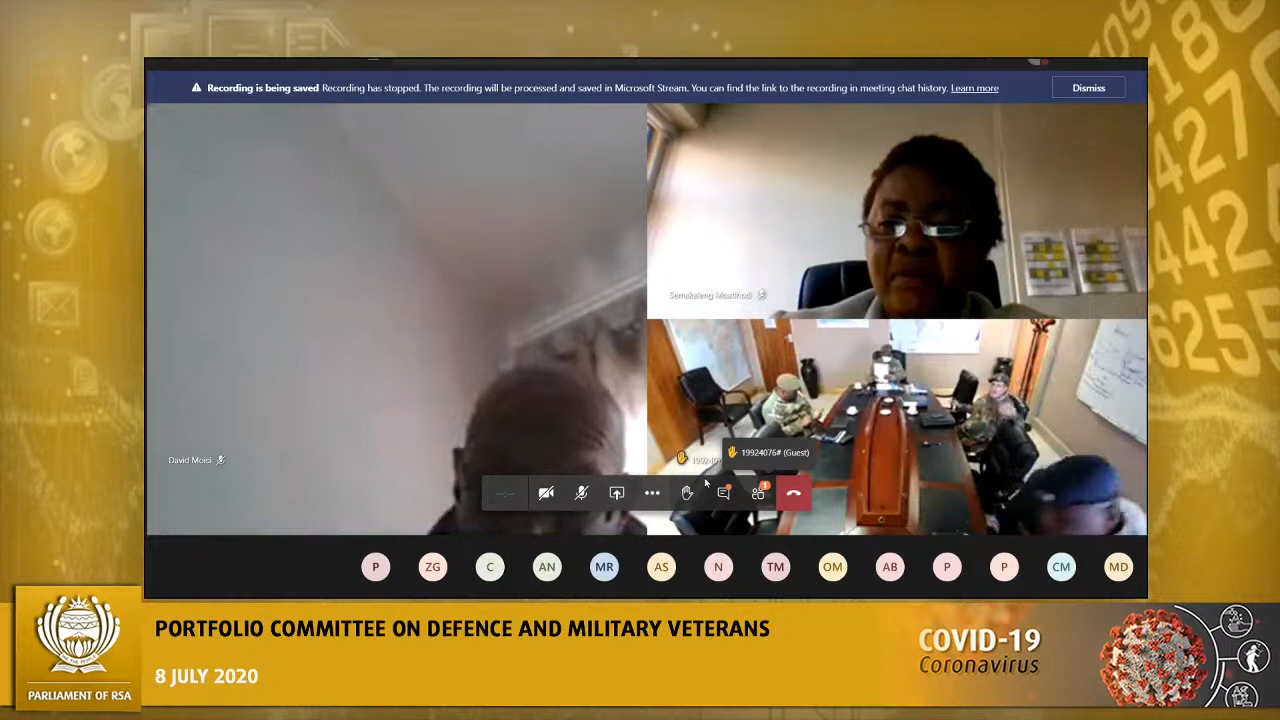 Recording is being saved Recording has stopped. The recording will be processed and saved in Microsoft Stream. You can find the link to the recording in meeting chat history. Learn more
Dismiss
Semakaleng Moatlhodi
David Moisi
19924076# (Guest)
P ZG C AN MR AS N TM OM AB P P CM MD
PORTFOLIO COMMITTEE ON DEFENCE AND MILITARY VETERANS
8 JULY 2020
PARLIAMENT OF RSA
COVID-19
Coronavirus